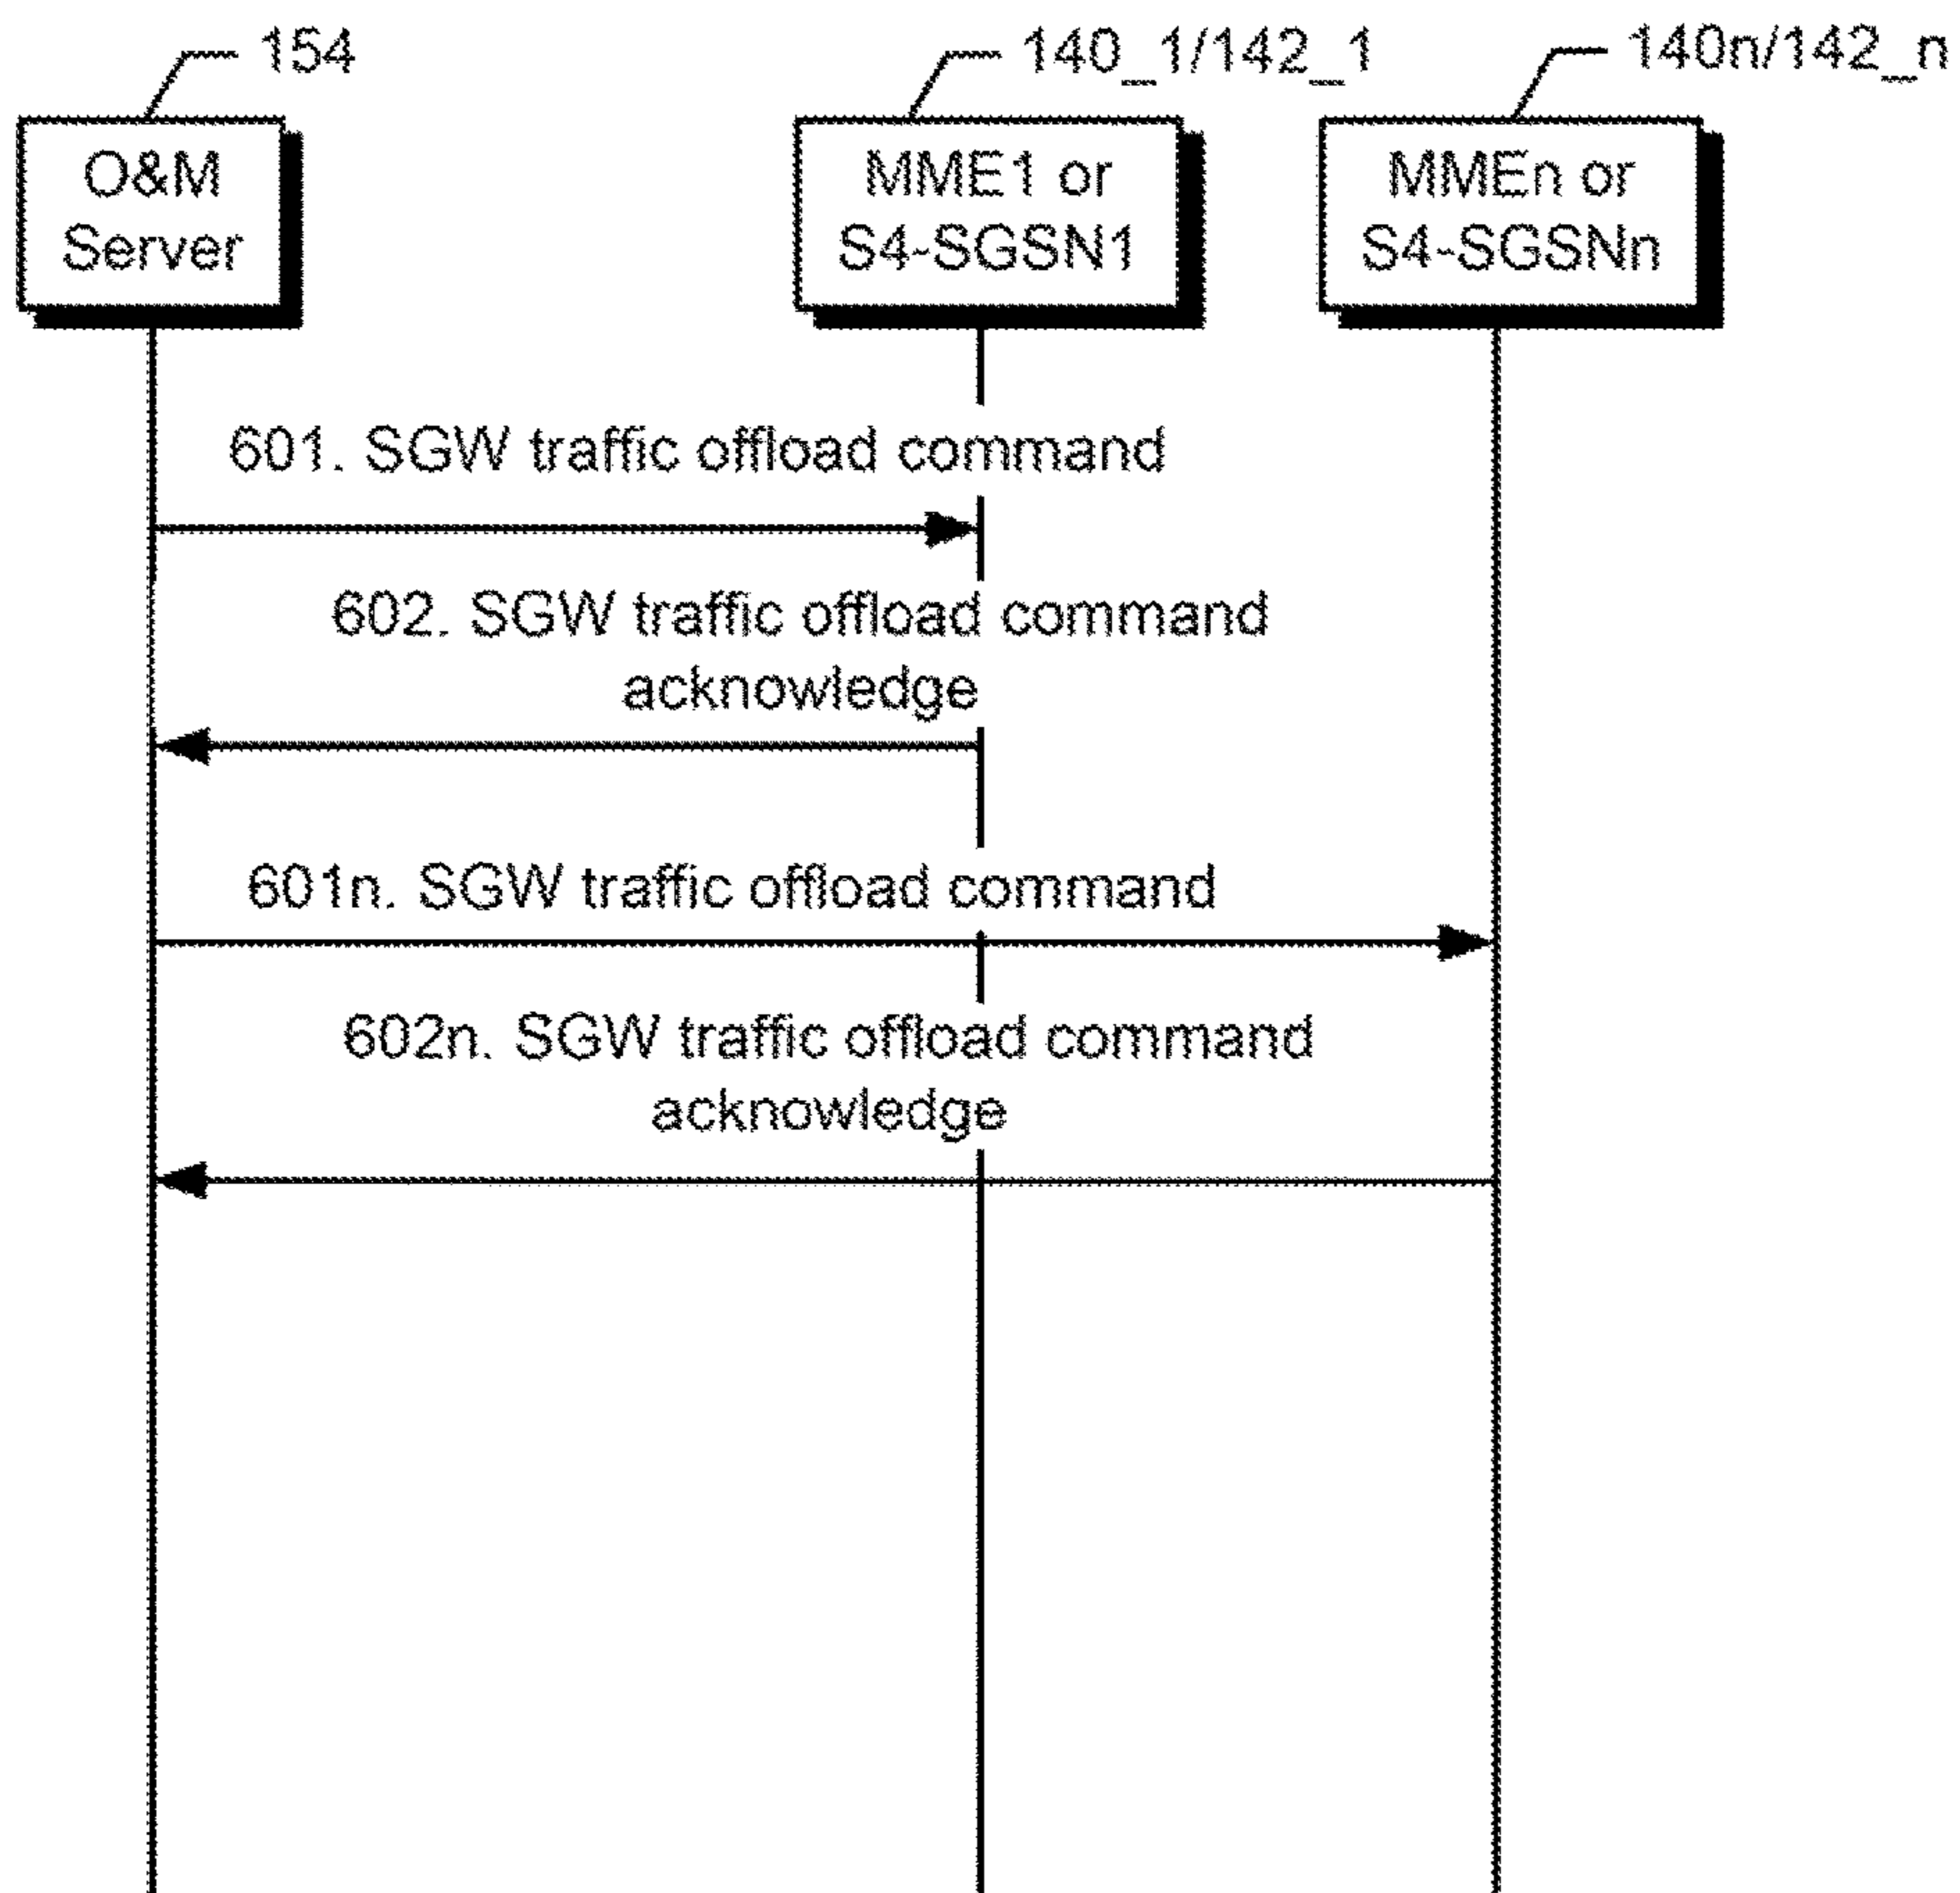 154
140_1/142_1
140n/142_n
O&M
Server
MME1 or
S4-SGSN1
MMEn or
S4-SGSNn
601. SGW traffic offload command
602. SGW traffic offload command
acknowledge
601n. SGW traffic offload command
602n. SGW traffic offload command
acknowledge